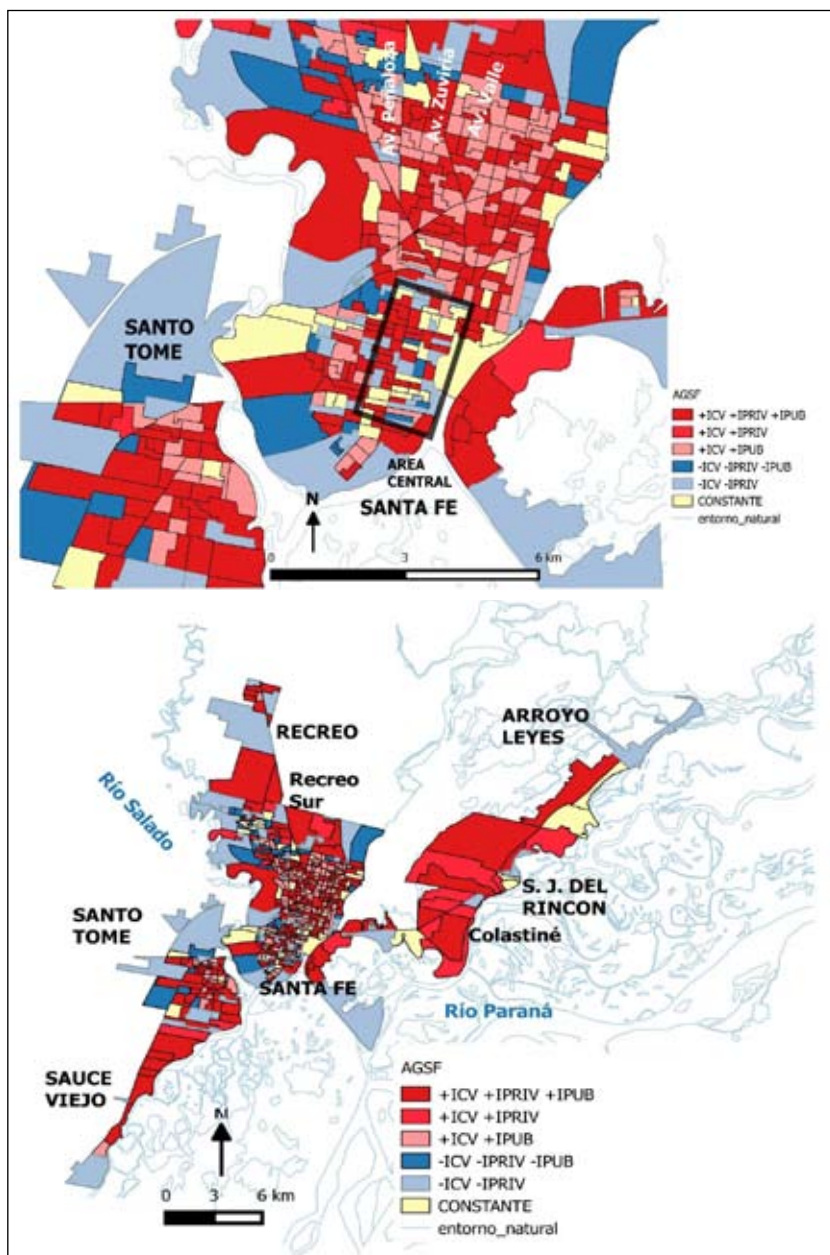 Av. Peñaloza
Av. Zuviría
Av. Valle
SANTO
TOME
AREA
CENTRAL
SANTA FE
N
0 3 6 km
AGSF
+ICV +IPRIV +IPUB
+ICV +IPRIV
+ICV +IPUB
-ICV -IPRIV -IPUB
-ICV -IPRIV
CONSTANTE
entorno_natural
RECREO
Recreo
Sur
Río Salado
ARROYO
LEYES
S. J. DEL
RINCON
Colastiné
SANTO
TOME
SANTA FE
Río Paraná
SAUCE
VIEJO
N
0 3 6 km
AGSF
+ICV +IPRIV +IPUB
+ICV +IPRIV
+ICV +IPUB
-ICV -IPRIV -IPUB
-ICV -IPRIV
CONSTANTE
entorno_natural